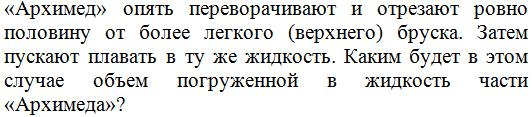 «Архимед» опять переворачивают и отрезают ровно
половину от более легкого (верхнего) бруска. Затем
пускают плавать в ту же жидкость. Каким будет в этом
случае объем погруженной в жидкость части
«Архимеда»?